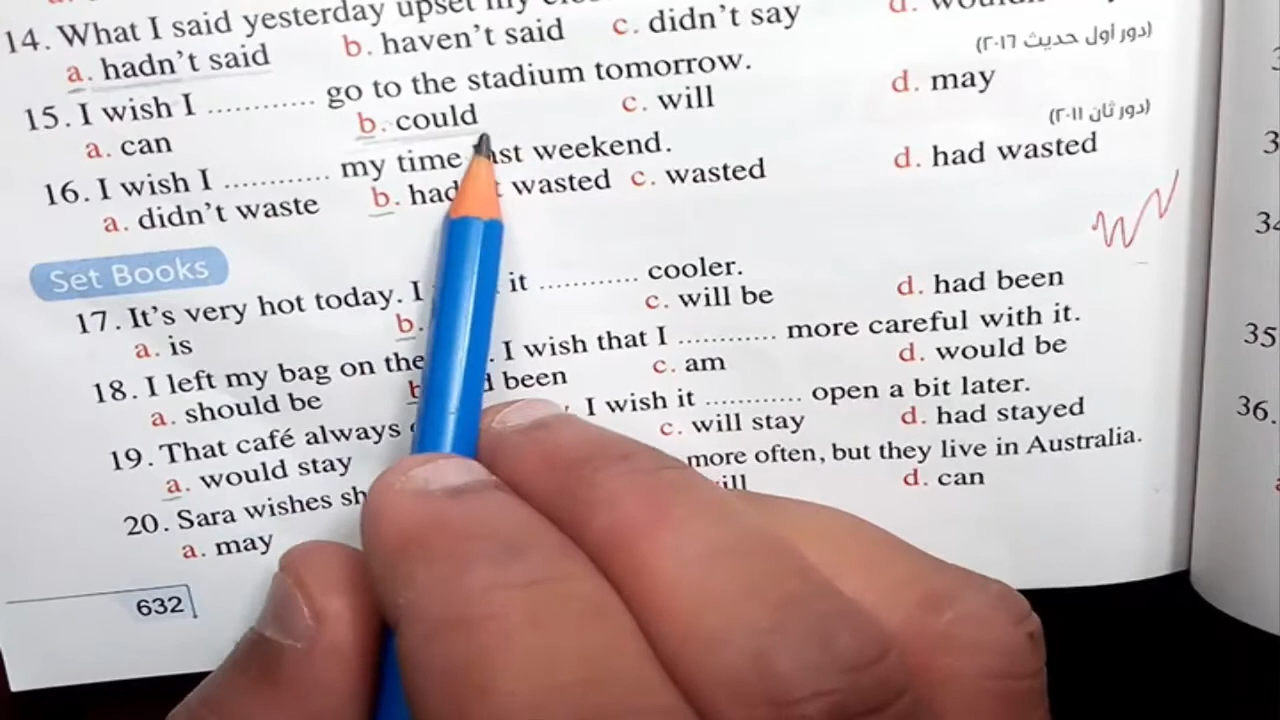 14. What I said yesterday upset my
a. hadn't said b. haven't said c. didn't say d.
(دور أول حديث ٢٠١٦)
15. I wish I ............ go to the stadium tomorrow.
a. can b. could c. will d. may
(دور ثان ٢٠١١)
16. I wish I ............ my time last weekend.
a. didn't waste b. hadn't wasted c. wasted d. had wasted
Set Books
17. It's very hot today. I it ............ cooler.
a. is b. c. will be d. had been
18. I left my bag on the . I wish that I ............ more careful with it.
a. should be b. been c. am d. would be
19. That café always I wish it ............ open a bit later.
a. would stay c. will stay d. had stayed
20. Sara wishes more often, but they live in Australia.
a. may d. can
632
35
36.